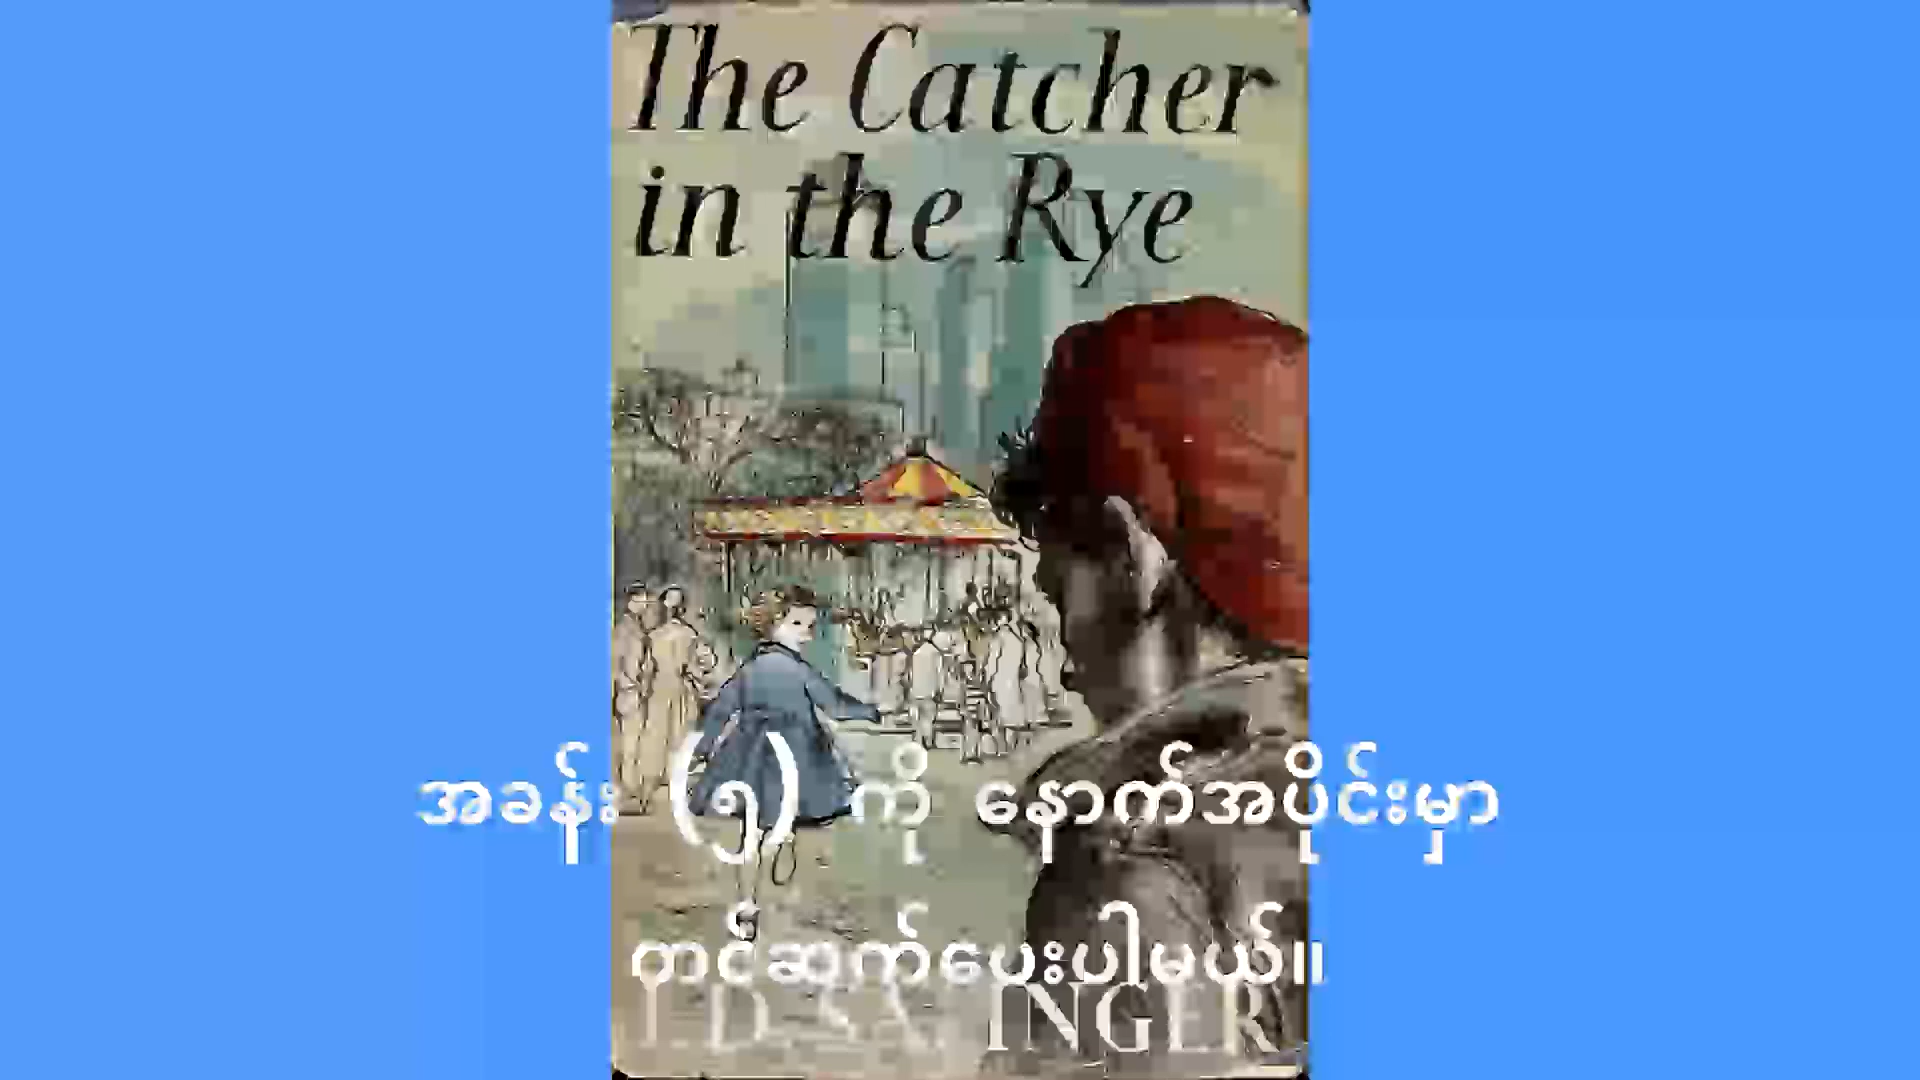 The Catcher
in the Rye
အခန်း (၅) ကို နောက်အပိုင်းမှာ
တင်ဆက်ပေးပါမယ်။
J. D. SALINGER